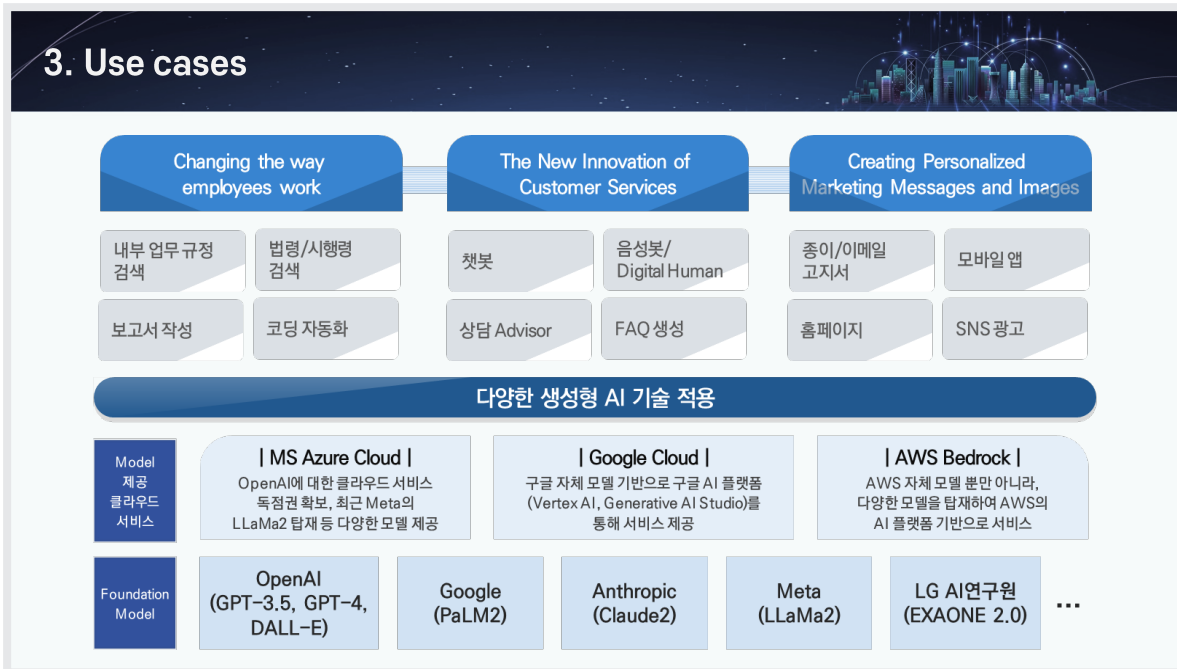 3. Use cases
Changing the way
employees work
The New Innovation of
Customer Services
Creating Personalized
Marketing Messages and Images
내부 업무 규정
검색
법령/시행령
검색
보고서 작성
코딩 자동화
챗봇
음성봇/
Digital Human
상담 Advisor
FAQ 생성
종이/이메일
고지서
모바일 앱
홈페이지
SNS 광고
다양한 생성형 AI 기술 적용
Model
제공
클라우드
서비스
| MS Azure Cloud |
OpenAI에 대한 클라우드 서비스
독점권 확보, 최근 Meta의
LLaMa2 탑재 등 다양한 모델 제공
| Google Cloud |
구글 자체 모델 기반으로 구글 AI 플랫폼
(Vertex AI, Generative AI Studio)를
통해 서비스 제공
| AWS Bedrock |
AWS 자체 모델 뿐만 아니라,
다양한 모델을 탑재하여 AWS의
AI 플랫폼 기반으로 서비스
Foundation
Model
OpenAI
(GPT-3.5, GPT-4,
DALL-E)
Google
(PaLM2)
Anthropic
(Claude2)
Meta
(LLaMa2)
LG AI연구원
(EXAONE 2.0)
...